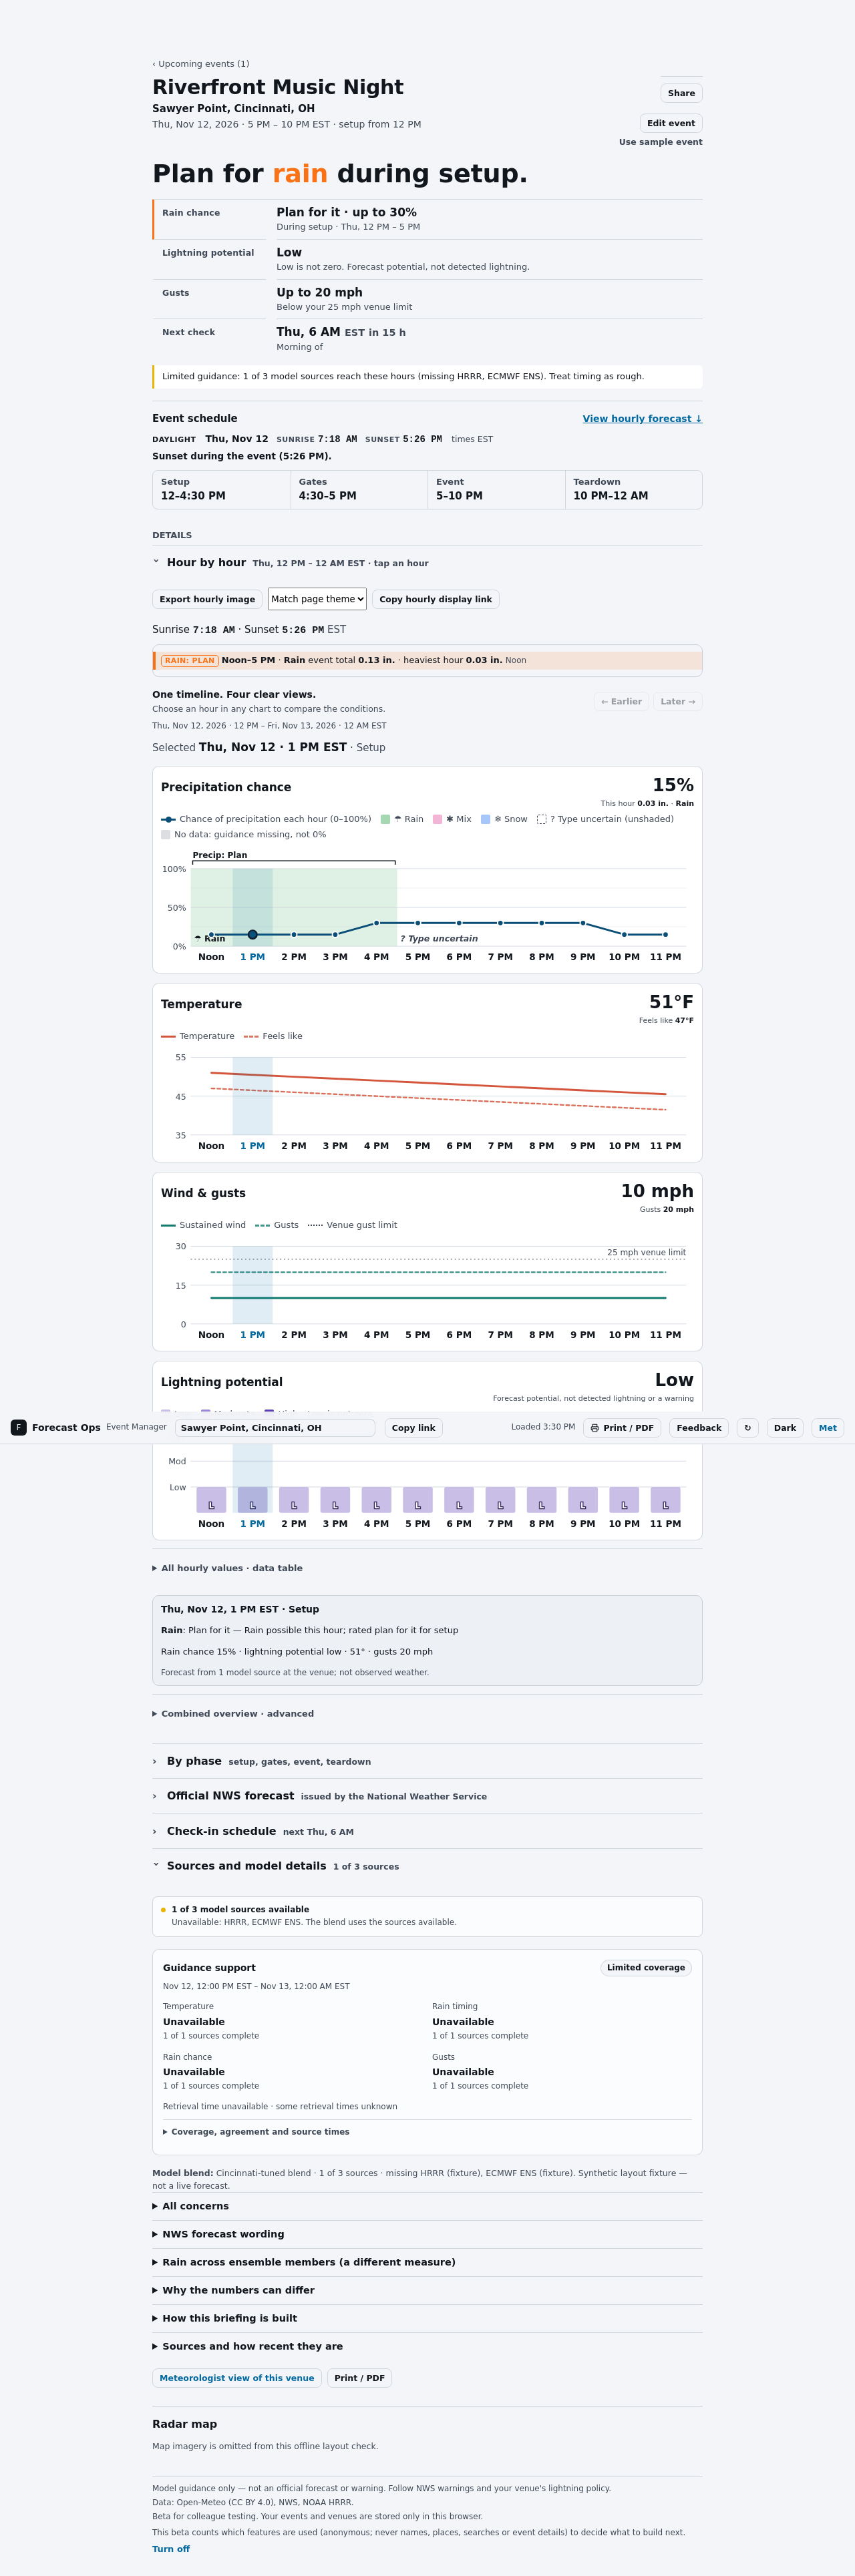 ‹ Upcoming events (1)
Riverfront Music Night
Sawyer Point, Cincinnati, OH
Thu, Nov 12, 2026 · 5 PM – 10 PM EST · setup from 12 PM
Share
Edit event
Use sample event
Plan for rain during setup.
Rain chance
Plan for it · up to 30%
During setup · Thu, 12 PM – 5 PM
Lightning potential
Low
Low is not zero. Forecast potential, not detected lightning.
Gusts
Up to 20 mph
Below your 25 mph venue limit
Next check
Thu, 6 AM EST in 15 h
Morning of
Limited guidance: 1 of 3 model sources reach these hours (missing HRRR, ECMWF ENS). Treat timing as rough.
Event schedule
View hourly forecast ↓
DAYLIGHT Thu, Nov 12 SUNRISE 7:18 AM SUNSET 5:26 PM times EST
Sunset during the event (5:26 PM).
Setup
12–4:30 PM
Gates
4:30–5 PM
Event
5–10 PM
Teardown
10 PM–12 AM
DETAILS
Hour by hour Thu, 12 PM – 12 AM EST · tap an hour
Export hourly image
Match page theme
Copy hourly display link
Sunrise 7:18 AM · Sunset 5:26 PM EST
RAIN: PLAN Noon–5 PM · Rain event total 0.13 in. · heaviest hour 0.03 in. Noon
One timeline. Four clear views.
Choose an hour in any chart to compare the conditions.
← Earlier
Later →
Thu, Nov 12, 2026 · 12 PM – Fri, Nov 13, 2026 · 12 AM EST
Selected Thu, Nov 12 · 1 PM EST · Setup
Precipitation chance
15%
This hour 0.03 in. · Rain
Chance of precipitation each hour (0–100%) ☂ Rain ✱ Mix ❄ Snow ? Type uncertain (unshaded)
No data: guidance missing, not 0%
Precip: Plan
100%
50%
0%
☂ Rain
? Type uncertain
Noon 1 PM 2 PM 3 PM 4 PM 5 PM 6 PM 7 PM 8 PM 9 PM 10 PM 11 PM
Temperature
51°F
Feels like 47°F
Temperature Feels like
55
45
35
Noon 1 PM 2 PM 3 PM 4 PM 5 PM 6 PM 7 PM 8 PM 9 PM 10 PM 11 PM
Wind & gusts
10 mph
Gusts 20 mph
Sustained wind Gusts Venue gust limit
30
25 mph venue limit
15
0
Noon 1 PM 2 PM 3 PM 4 PM 5 PM 6 PM 7 PM 8 PM 9 PM 10 PM 11 PM
Lightning potential
Low
Forecast potential, not detected lightning or a warning
F Forecast Ops Event Manager
Sawyer Point, Cincinnati, OH
Copy link
Loaded 3:30 PM
Print / PDF
Feedback
↻
Dark
Met
Mod
Low
L L L L L L L L L L L L
Noon 1 PM 2 PM 3 PM 4 PM 5 PM 6 PM 7 PM 8 PM 9 PM 10 PM 11 PM
All hourly values · data table
Thu, Nov 12, 1 PM EST · Setup
Rain: Plan for it — Rain possible this hour; rated plan for it for setup
Rain chance 15% · lightning potential low · 51° · gusts 20 mph
Forecast from 1 model source at the venue; not observed weather.
Combined overview · advanced
› By phase setup, gates, event, teardown
› Official NWS forecast issued by the National Weather Service
› Check-in schedule next Thu, 6 AM
Sources and model details 1 of 3 sources
1 of 3 model sources available
Unavailable: HRRR, ECMWF ENS. The blend uses the sources available.
Guidance support
Limited coverage
Nov 12, 12:00 PM EST – Nov 13, 12:00 AM EST
Temperature
Unavailable
1 of 1 sources complete
Rain timing
Unavailable
1 of 1 sources complete
Rain chance
Unavailable
1 of 1 sources complete
Gusts
Unavailable
1 of 1 sources complete
Retrieval time unavailable · some retrieval times unknown
Coverage, agreement and source times
Model blend: Cincinnati-tuned blend · 1 of 3 sources · missing HRRR (fixture), ECMWF ENS (fixture). Synthetic layout fixture —
not a live forecast.
All concerns
NWS forecast wording
Rain across ensemble members (a different measure)
Why the numbers can differ
How this briefing is built
Sources and how recent they are
Meteorologist view of this venue
Print / PDF
Radar map
Map imagery is omitted from this offline layout check.
Model guidance only — not an official forecast or warning. Follow NWS warnings and your venue's lightning policy.
Data: Open-Meteo (CC BY 4.0), NWS, NOAA HRRR.
Beta for colleague testing. Your events and venues are stored only in this browser.
This beta counts which features are used (anonymous; never names, places, searches or event details) to decide what to build next.
Turn off